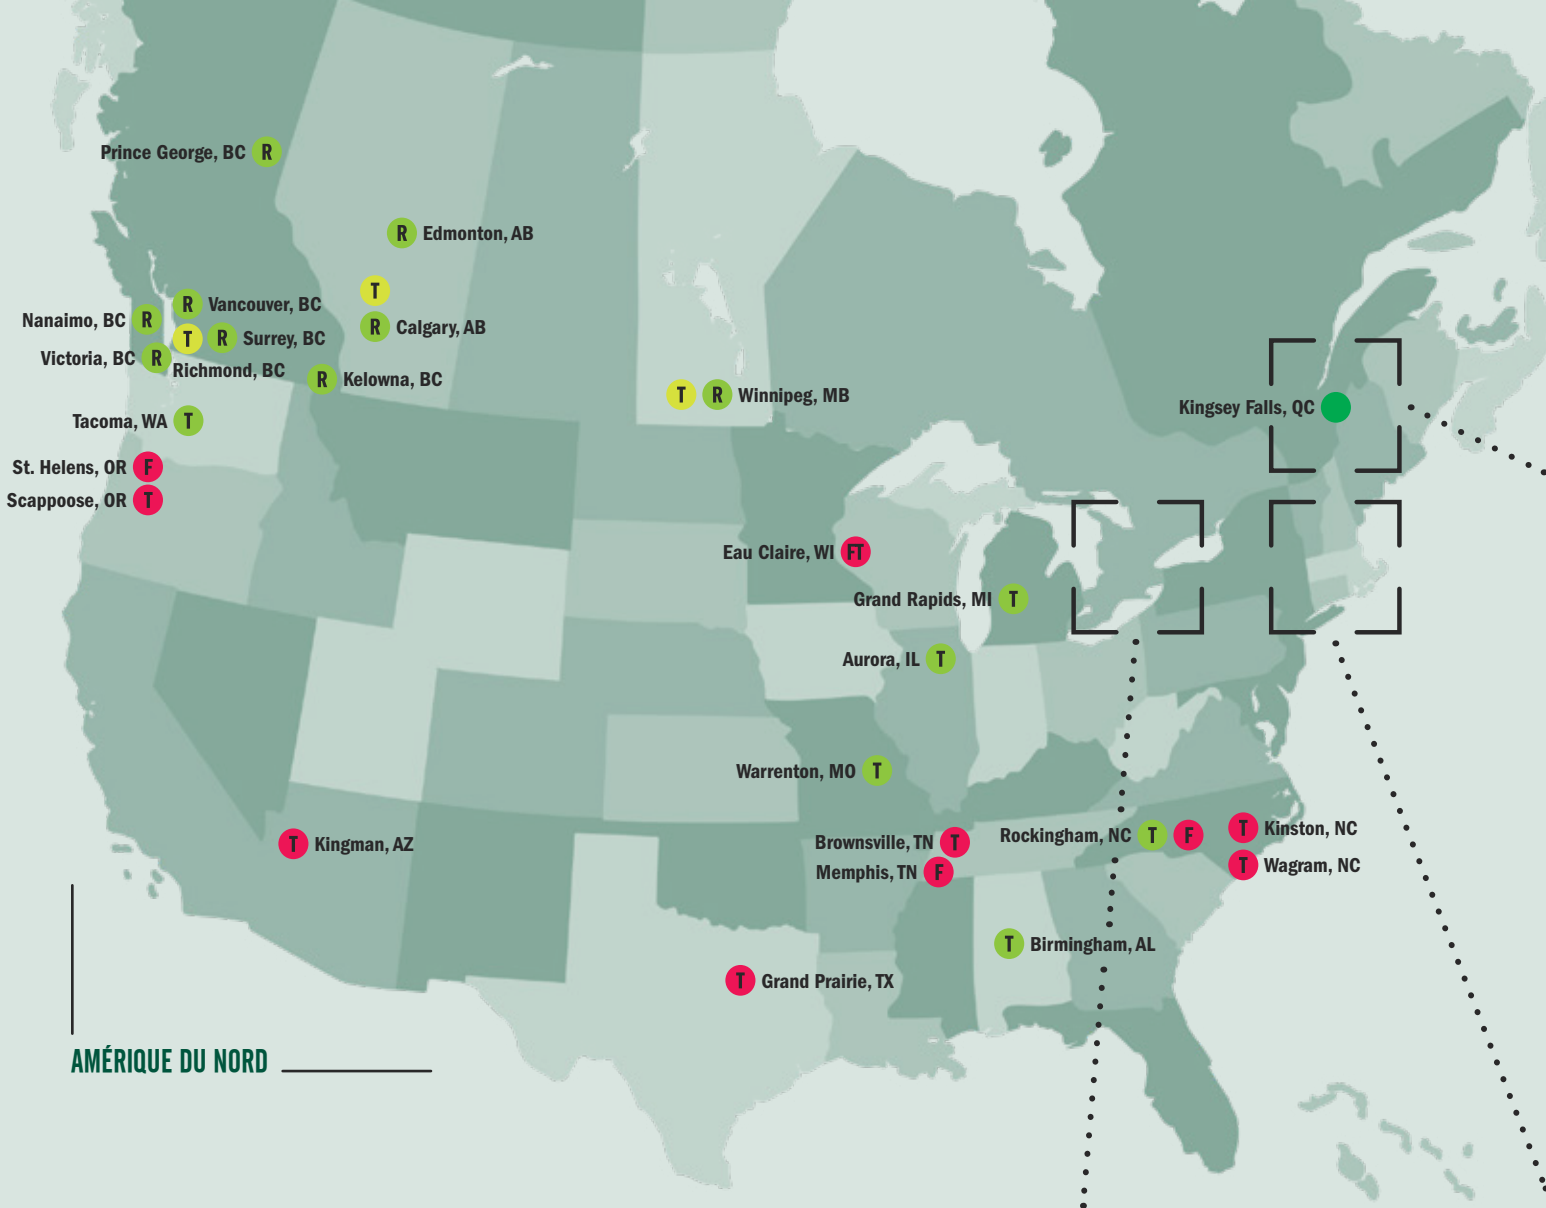 Prince George, BC R
R Edmonton, AB
T
R Vancouver, BC
Nanaimo, BC R
R Calgary, AB
T R Surrey, BC
Victoria, BC R
Richmond, BC
R Kelowna, BC
T R Winnipeg, MB
Kingsey Falls, QC
Tacoma, WA T
St. Helens, OR F
Scappoose, OR T
Eau Claire, WI FT
Grand Rapids, MI T
Aurora, IL T
Warrenton, MO T
T Kingman, AZ
Brownsville, TN T
Rockingham, NC T F
T Kinston, NC
Memphis, TN F
T Wagram, NC
T Birmingham, AL
T Grand Prairie, TX
AMÉRIQUE DU NORD